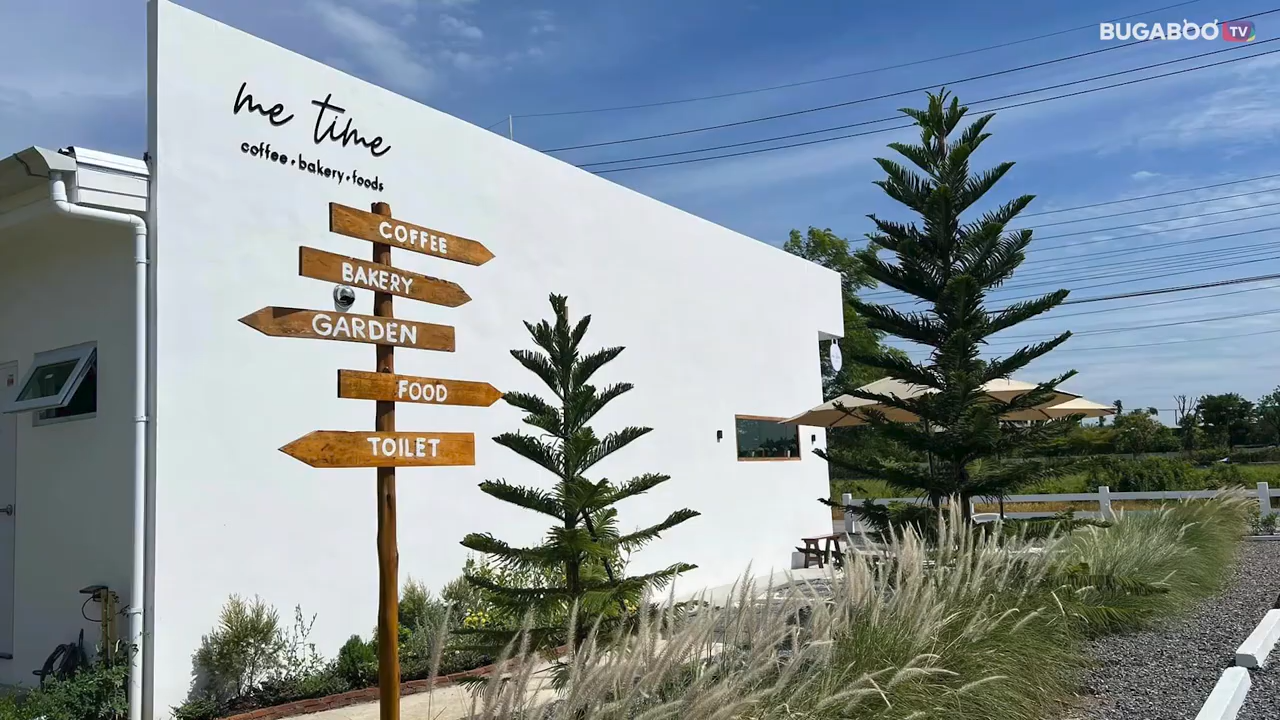 BUGABOO TV
me time
coffee • bakery • foods
COFFEE
BAKERY
GARDEN
FOOD
TOILET